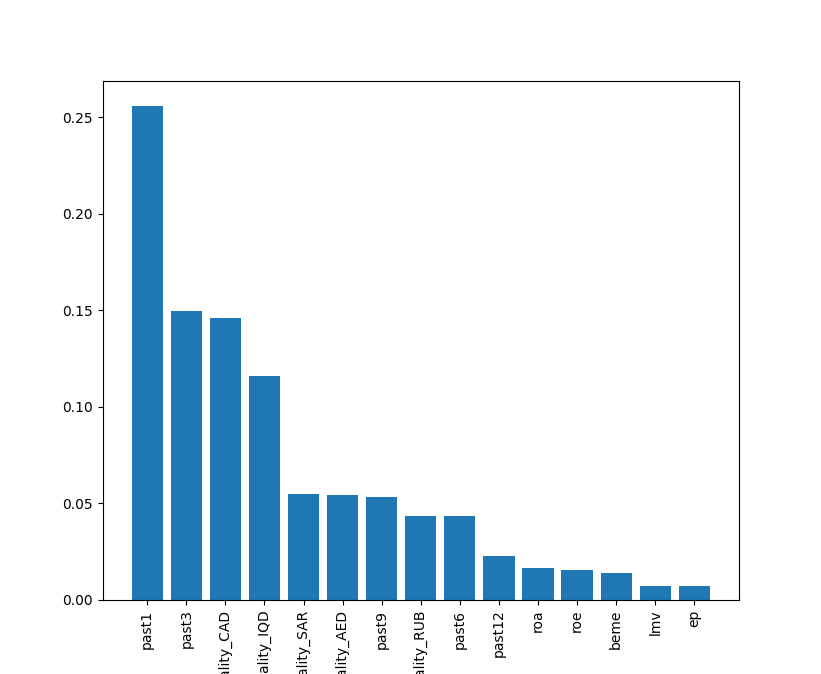 0.25
0.20
0.15
0.10
0.05
0.00
past1
past3
ality_CAD
ality_IQD
ality_SAR
ality_AED
past9
ality_RUB
past6
past12
roa
roe
beme
lmv
ep